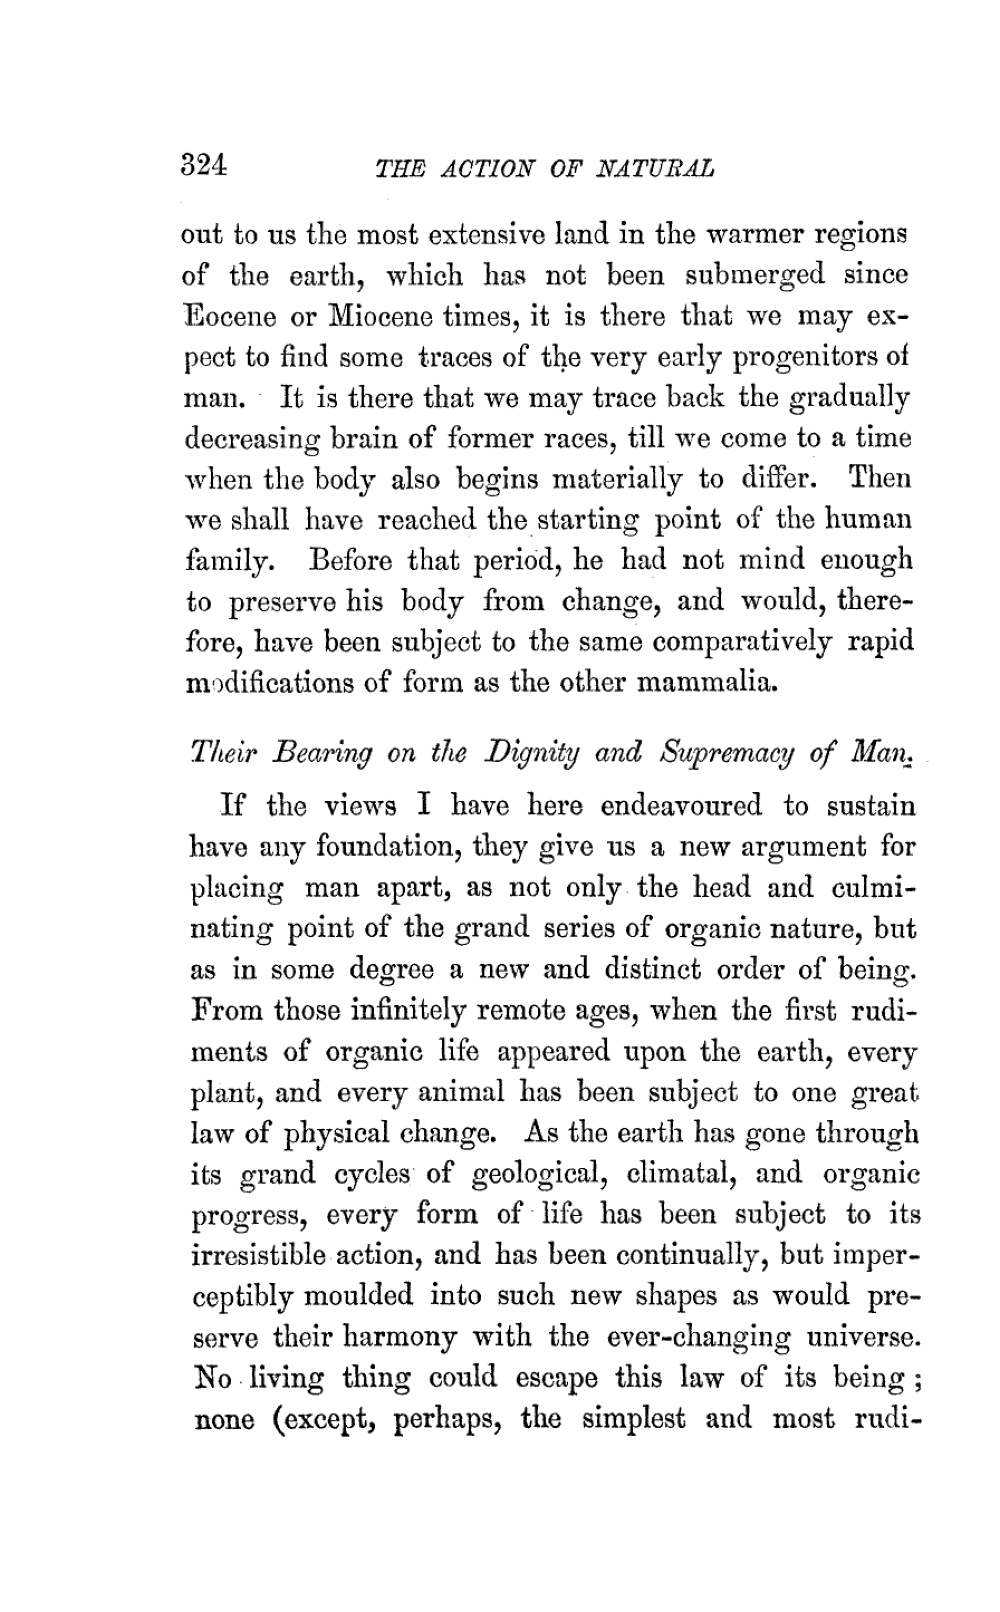 324 THE ACTION OF NATURAL
out to us the most extensive land in the warmer regions
of the earth, which has not been submerged since
Eocene or Miocene times, it is there that we may ex-
pect to find some traces of the very early progenitors of
man. It is there that we may trace back the gradually
decreasing brain of former races, till we come to a time
when the body also begins materially to differ. Then
we shall have reached the starting point of the human
family. Before that period, he had not mind enough
to preserve his body from change, and would, there-
fore, have been subject to the same comparatively rapid
modifications of form as the other mammalia.
Their Bearing on the Dignity and Supremacy of Man.
If the views I have here endeavoured to sustain
have any foundation, they give us a new argument for
placing man apart, as not only the head and culmi-
nating point of the grand series of organic nature, but
as in some degree a new and distinct order of being.
From those infinitely remote ages, when the first rudi-
ments of organic life appeared upon the earth, every
plant, and every animal has been subject to one great
law of physical change. As the earth has gone through
its grand cycles of geological, climatal, and organic
progress, every form of life has been subject to its
irresistible action, and has been continually, but imper-
ceptibly moulded into such new shapes as would pre-
serve their harmony with the ever-changing universe.
No living thing could escape this law of its being ;
none (except, perhaps, the simplest and most rudi-